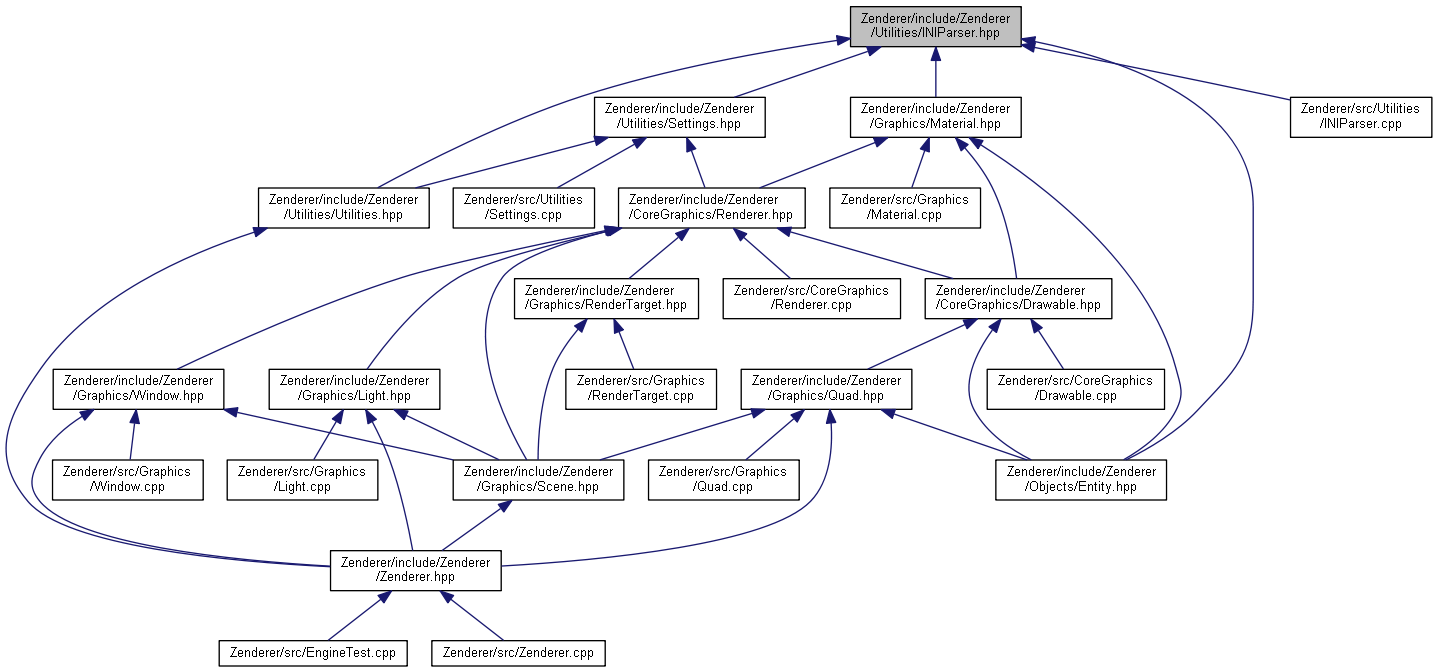 Zenderer/include/Zenderer
/Utilities/INIParser.hpp
Zenderer/include/Zenderer
/Utilities/Settings.hpp
Zenderer/include/Zenderer
/Graphics/Material.hpp
Zenderer/src/Utilities
/INIParser.cpp
Zenderer/include/Zenderer
/Utilities/Utilities.hpp
Zenderer/src/Utilities
/Settings.cpp
Zenderer/include/Zenderer
/CoreGraphics/Renderer.hpp
Zenderer/src/Graphics
/Material.cpp
Zenderer/include/Zenderer
/Graphics/RenderTarget.hpp
Zenderer/src/CoreGraphics
/Renderer.cpp
Zenderer/include/Zenderer
/CoreGraphics/Drawable.hpp
Zenderer/include/Zenderer
/Graphics/Window.hpp
Zenderer/include/Zenderer
/Graphics/Light.hpp
Zenderer/src/Graphics
/RenderTarget.cpp
Zenderer/include/Zenderer
/Graphics/Quad.hpp
Zenderer/src/CoreGraphics
/Drawable.cpp
Zenderer/src/Graphics
/Window.cpp
Zenderer/src/Graphics
/Light.cpp
Zenderer/include/Zenderer
/Graphics/Scene.hpp
Zenderer/src/Graphics
/Quad.cpp
Zenderer/include/Zenderer
/Objects/Entity.hpp
Zenderer/include/Zenderer
/Zenderer.hpp
Zenderer/src/EngineTest.cpp
Zenderer/src/Zenderer.cpp